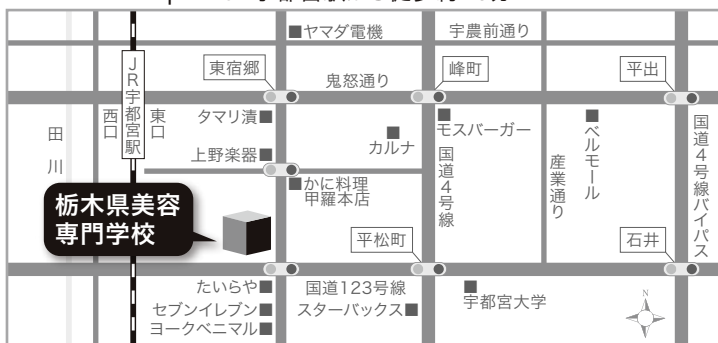 ヤマダ電機
宇農前通り
JR宇都宮駅
東宿郷
鬼怒通り
峰町
平出
西口
東口
田川
タマリ漬
カルナ
モスバーガー
ベルモール
国道4号線バイパス
上野楽器
国道4号線
産業通り
かに料理
甲羅本店
栃木県美容
専門学校
平松町
石井
たいらや
国道123号線
セブンイレブン
スターバックス
宇都宮大学
ヨークベニマル
N